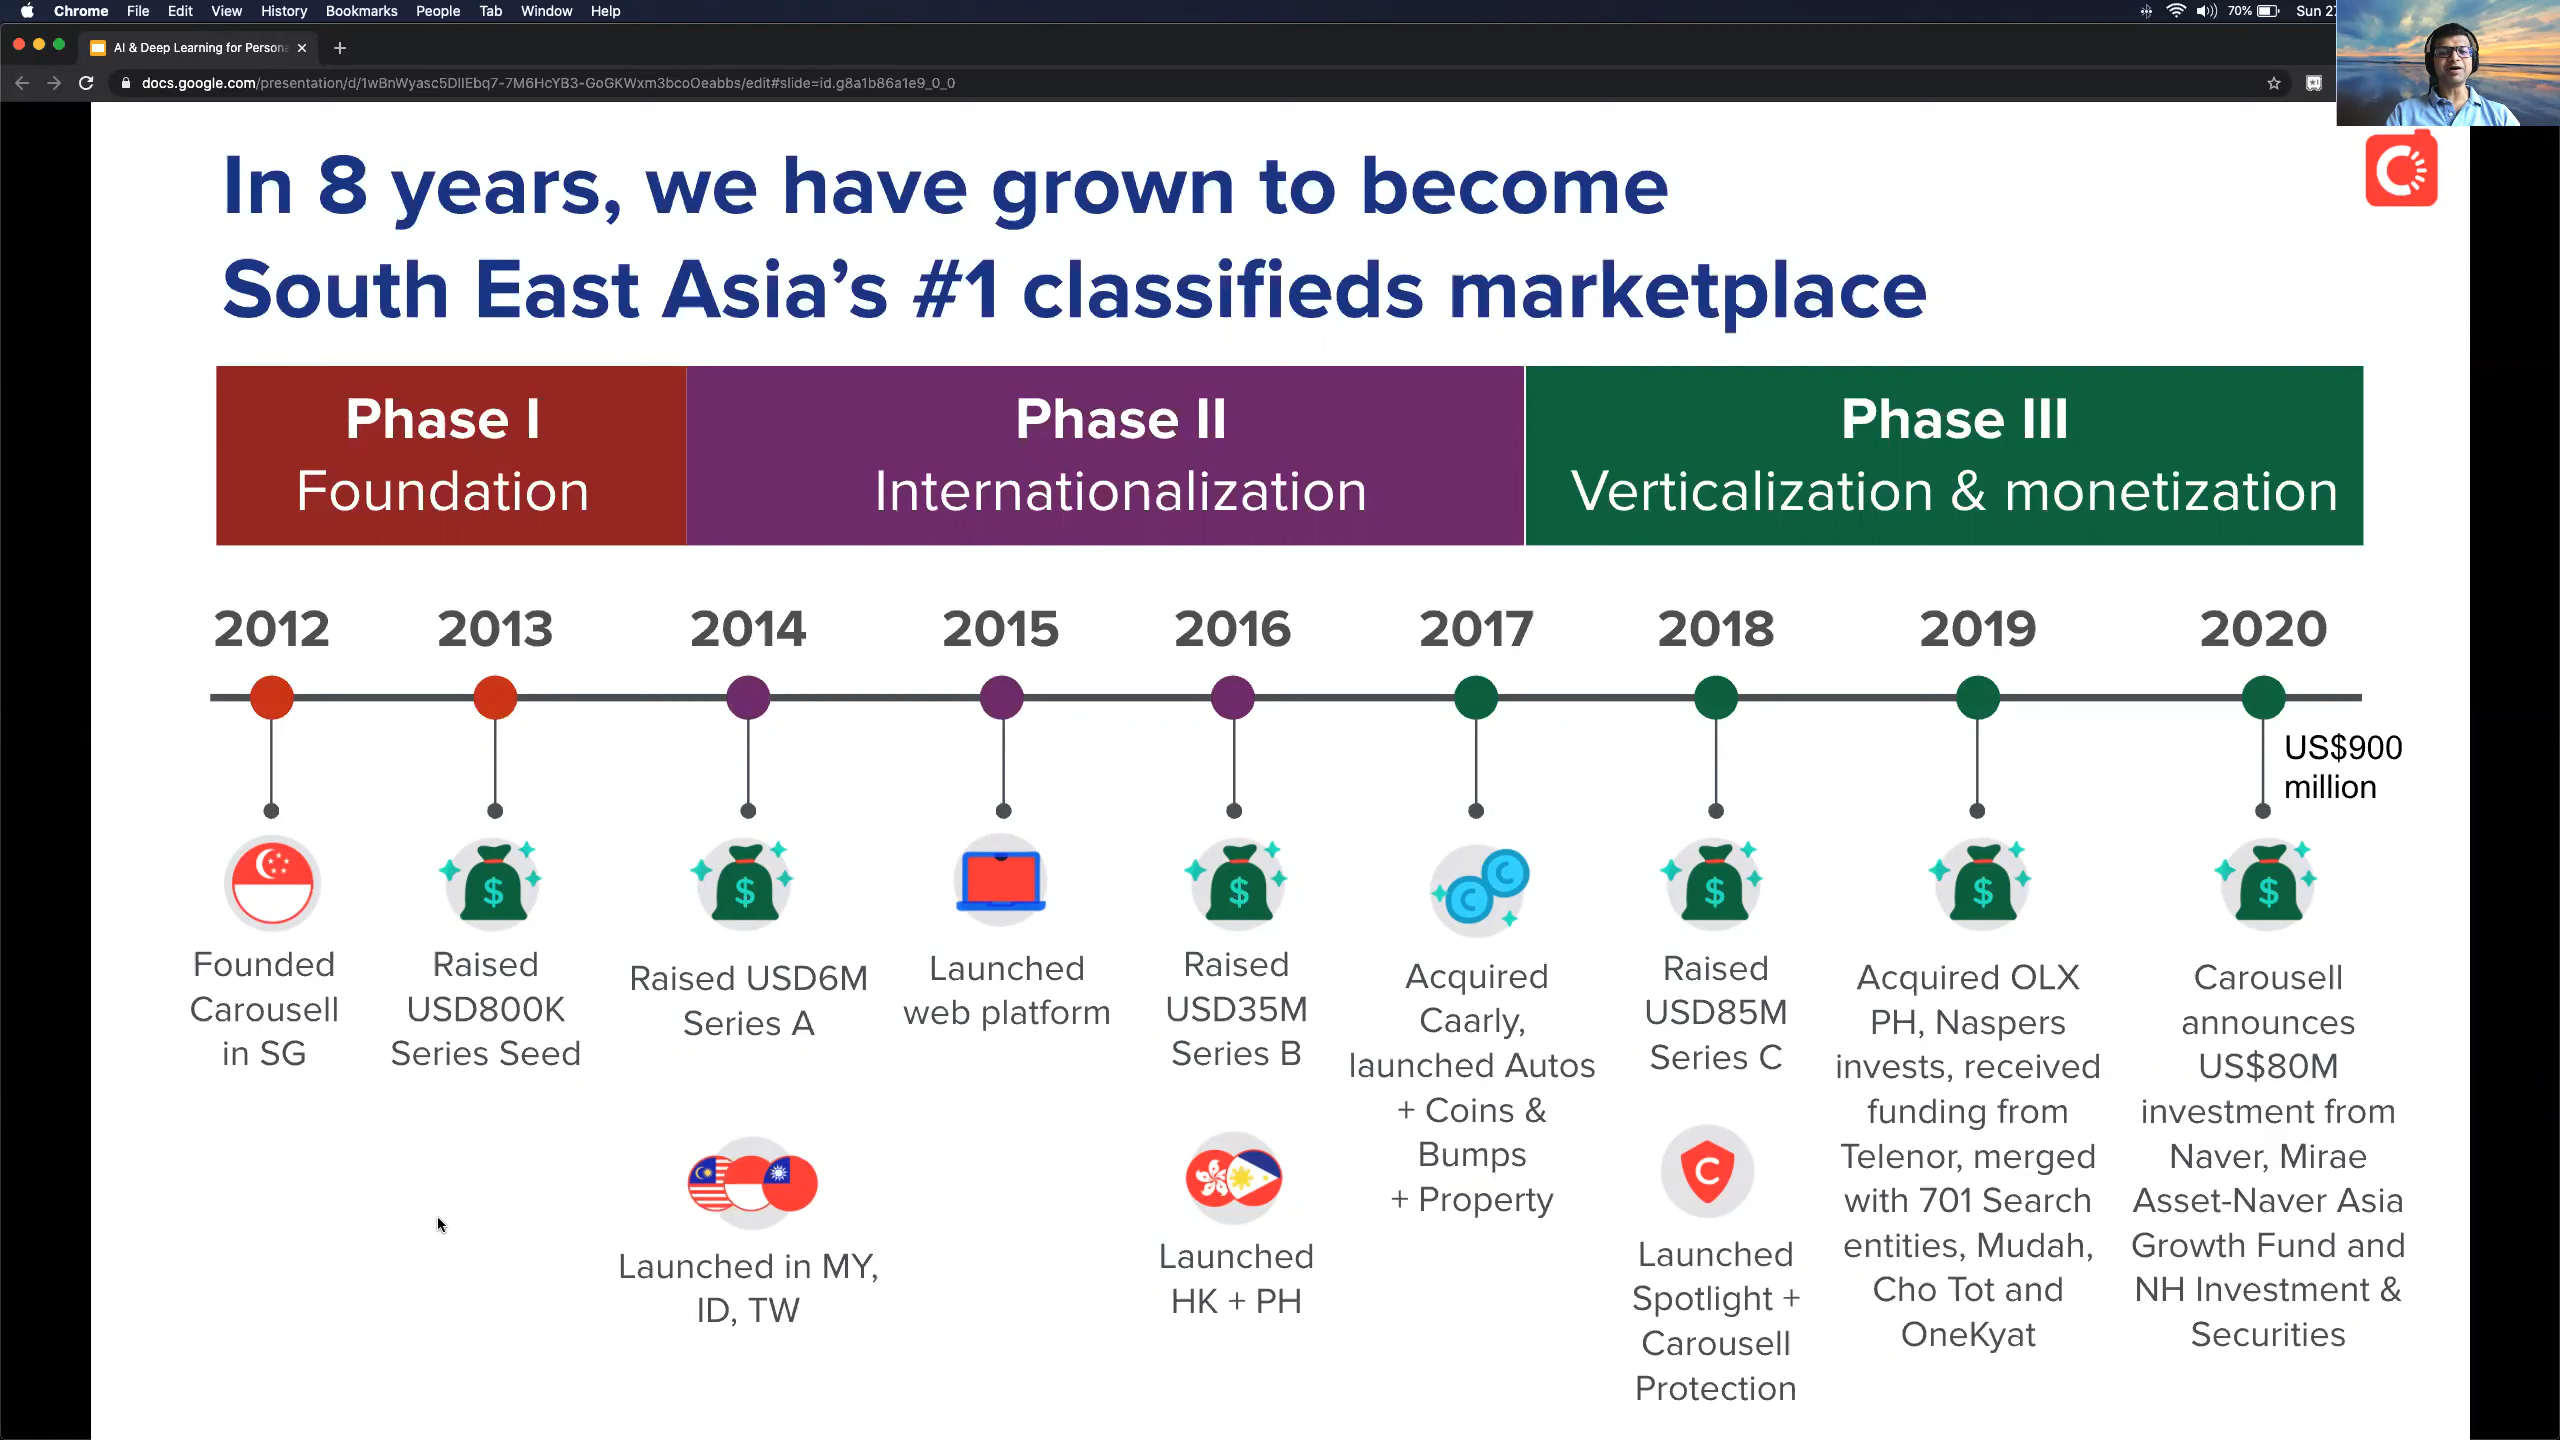 Chrome File Edit View History Bookmarks People Tab Window Help
70% Sun 27
AI & Deep Learning for Person
docs.google.com/presentation/d/1wBnWyasc5DIlEbq7-7M6HcYB3-GoGKWxm3bcoOeabbs/edit#slide=id.g8a1b86a1e9_0_0
In 8 years, we have grown to become
South East Asia’s #1 classifieds marketplace
Phase I
Foundation
Phase II
Internationalization
Phase III
Verticalization & monetization
2012
2013
2014
2015
2016
2017
2018
2019
2020
US$900
million
Founded
Carousell
in SG
Raised
USD800K
Series Seed
Raised USD6M
Series A
Launched in MY,
ID, TW
Launched
web platform
Raised
USD35M
Series B
Launched
HK + PH
Acquired
Caarly,
launched Autos
+ Coins &
Bumps
+ Property
Raised
USD85M
Series C
Launched
Spotlight +
Carousell
Protection
Acquired OLX
PH, Naspers
invests, received
funding from
Telenor, merged
with 701 Search
entities, Mudah,
Cho Tot and
OneKyat
Carousell
announces
US$80M
investment from
Naver, Mirae
Asset-Naver Asia
Growth Fund and
NH Investment &
Securities